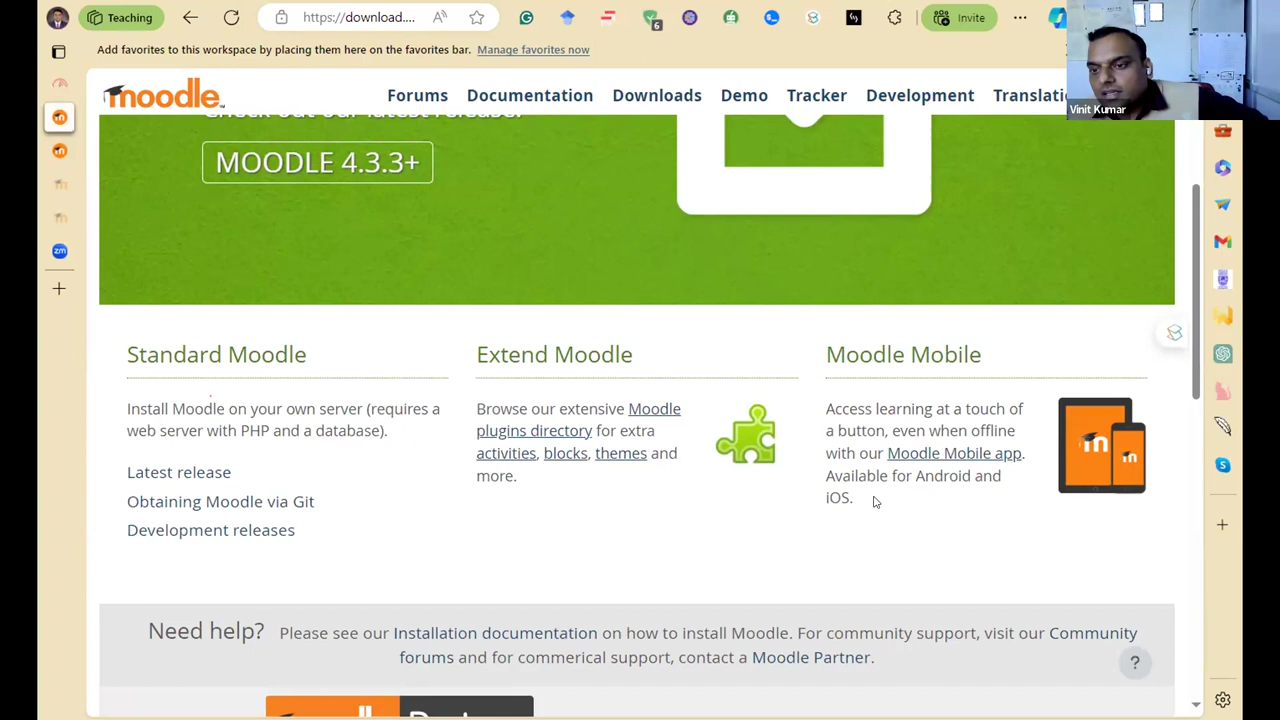 Teaching
https://download....
6
Invite
Add favorites to this workspace by placing them here on the favorites bar. Manage favorites now
Vinit Kumar
moodle
Forums Documentation Downloads Demo Tracker Development
MOODLE 4.3.3+
Standard Moodle
Install Moodle on your own server (requires a
web server with PHP and a database).
Latest release
Obtaining Moodle via Git
Development releases
Extend Moodle
Browse our extensive Moodle
plugins directory for extra
activities, blocks, themes and
more.
Moodle Mobile
Access learning at a touch of
a button, even when offline
with our Moodle Mobile app.
Available for Android and
iOS.
zm
Need help? Please see our Installation documentation on how to install Moodle. For community support, visit our Community
forums and for commerical support, contact a Moodle Partner.
?